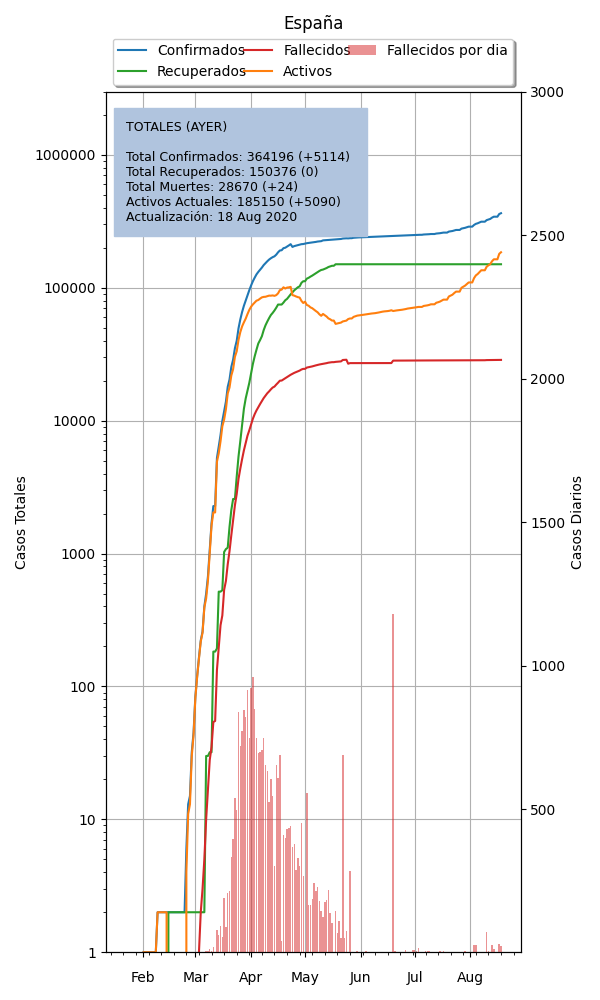 España
Confirmados Fallecidos Fallecidos por dia
Recuperados Activos
TOTALES (AYER)
Total Confirmados: 364196 (+5114)
Total Recuperados: 150376 (0)
Total Muertes: 28670 (+24)
Activos Actuales: 185150 (+5090)
Actualización: 18 Aug 2020
1000000
100000
10000
1000
100
10
1
Casos Totales
3000
2500
2000
1500
1000
500
Casos Diarios
Feb Mar Apr May Jun Jul Aug